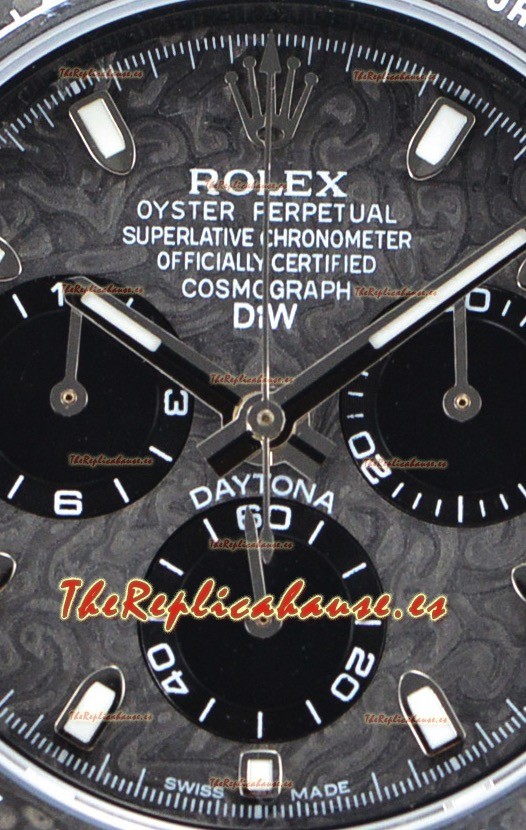 ROLEX
OYSTER PERPETUAL
SUPERLATIVE CHRONOMETER
OFFICIALLY CERTIFIED
COSMOGRAPH
DiW
3
6
20
DAYTONA
60
20
40
TheReplicahause.es
SWISS MADE